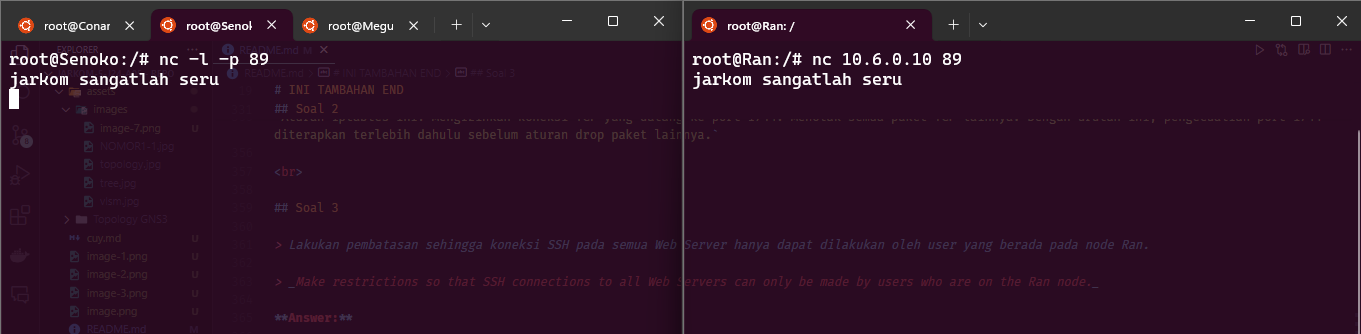 root@Conan
root@Senok
root@Megu
root@Senoko:/# nc -l -p 89
jarkom sangatlah seru
EXPLORER
README.md M
README.md > # INI TAMBAHAN END > ## Soal 3
assets
images
image-7.png U
NOMOR1-1.jpg
topology.jpg
tree.jpg
vlsm.jpg
Topology GNS3
cuy.md U
image-1.png U
image-2.png U
image-3.png U
image.png U
README.md M
8
# INI TAMBAHAN END
## Soal 2
diterapkan terlebih dahulu sebelum aturan drop paket lainnya.`
<br>
## Soal 3
> Lakukan pembatasan sehingga koneksi SSH pada semua Web Server hanya dapat dilakukan oleh user yang berada pada node Ran.
> _Make restrictions so that SSH connections to all Web Servers can only be made by users who are on the Ran node._
**Answer:**
root@Ran: /
root@Ran:/# nc 10.6.0.10 89
jarkom sangatlah seru